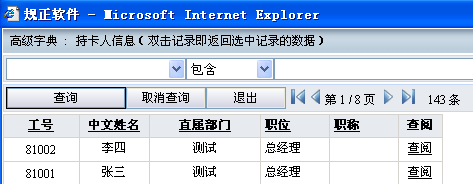 规正软件 - Microsoft Internet Explorer
高级字典 : 持卡人信息(双击记录即返回选中记录的数据)
包含
查询 取消查询 退出 第 1 / 8 页 143 条
工号 中文姓名 直属部门 职位 职称 查阅
81002 李四 测试 总经理 查阅
81001 张三 测试 总经理 查阅